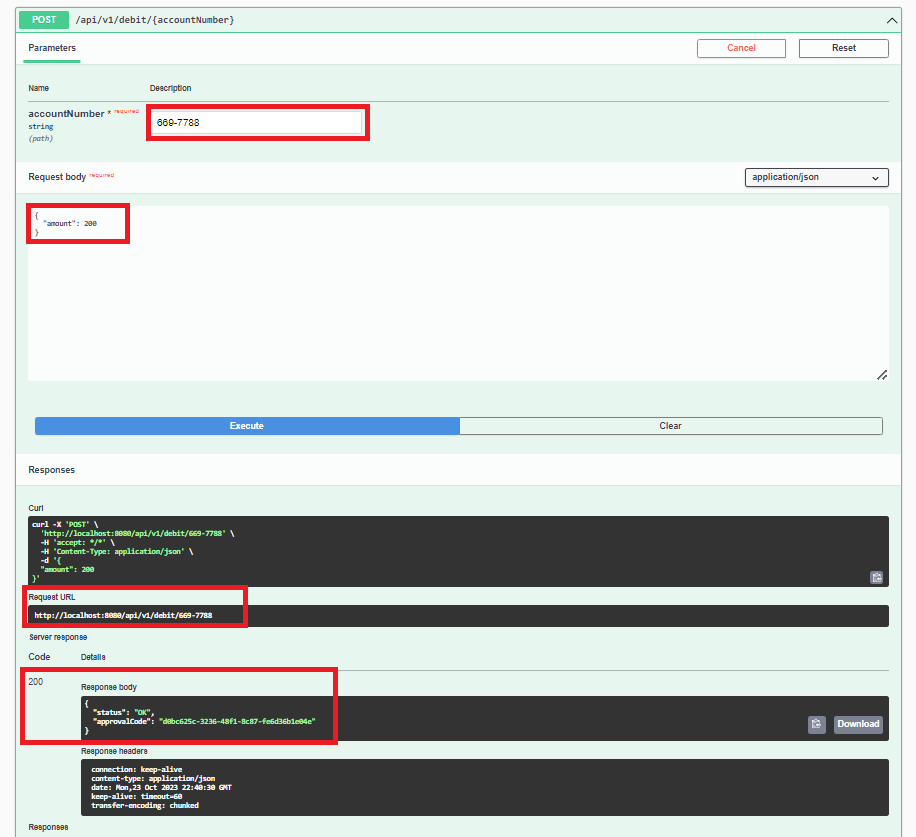 POST /api/v1/debit/{accountNumber}
Parameters
Cancel Reset
Name Description
accountNumber * required
string
(path)
669-7788
Request body required
application/json
{
"amount": 200
}
Execute Clear
Responses
Curl
curl -X 'POST' \
'http://localhost:8080/api/v1/debit/669-7788' \
-H 'accept: */*' \
-H 'Content-Type: application/json' \
-d '{
"amount": 200
}'
Request URL
http://localhost:8080/api/v1/debit/669-7788
Server response
Code Details
200
Response body
{
"status": "OK",
"approvalCode": "d0bc625c-3236-48f1-8c87-fe6d36b1e04e"
}
Download
Response headers
connection: keep-alive
content-type: application/json
date: Mon,23 Oct 2023 22:40:30 GMT
keep-alive: timeout=60
transfer-encoding: chunked
Responses